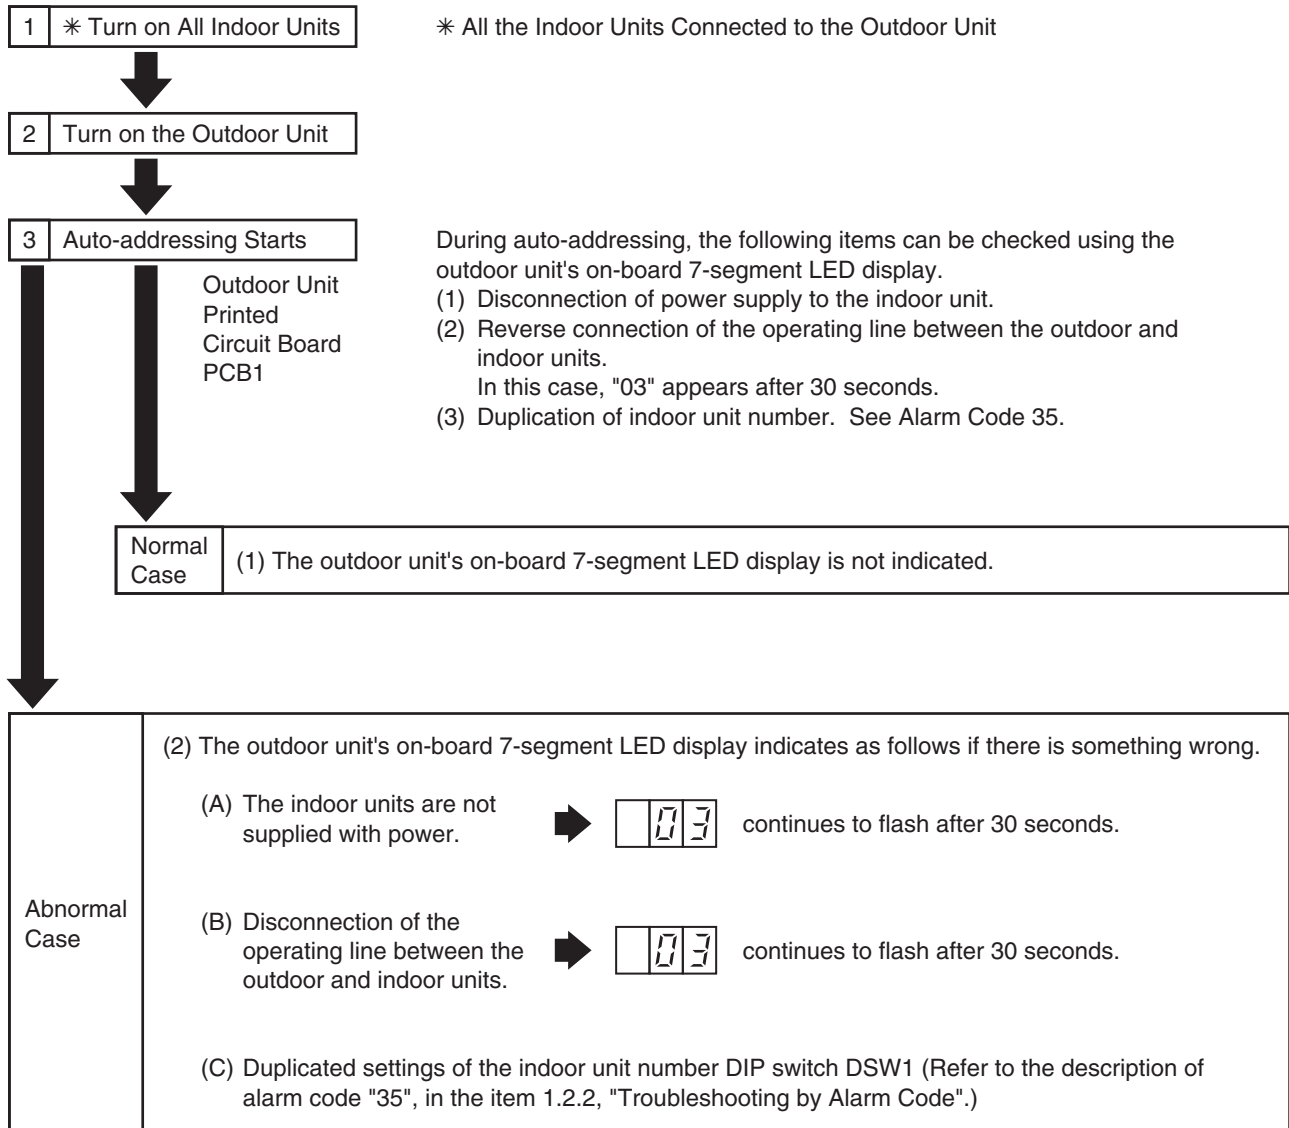 1 ✳ Turn on All Indoor Units ✳ All the Indoor Units Connected to the Outdoor Unit
2 Turn on the Outdoor Unit
3 Auto-addressing Starts
Outdoor Unit
Printed
Circuit Board
PCB1
During auto-addressing, the following items can be checked using the
outdoor unit's on-board 7-segment LED display.
(1) Disconnection of power supply to the indoor unit.
(2) Reverse connection of the operating line between the outdoor and
indoor units.
In this case, "03" appears after 30 seconds.
(3) Duplication of indoor unit number. See Alarm Code 35.
Normal
Case
(1) The outdoor unit's on-board 7-segment LED display is not indicated.
Abnormal
Case
(2) The outdoor unit's on-board 7-segment LED display indicates as follows if there is something wrong.
(A) The indoor units are not
supplied with power.
03 continues to flash after 30 seconds.
(B) Disconnection of the
operating line between the
outdoor and indoor units.
03 continues to flash after 30 seconds.
(C) Duplicated settings of the indoor unit number DIP switch DSW1 (Refer to the description of
alarm code "35", in the item 1.2.2, "Troubleshooting by Alarm Code".)